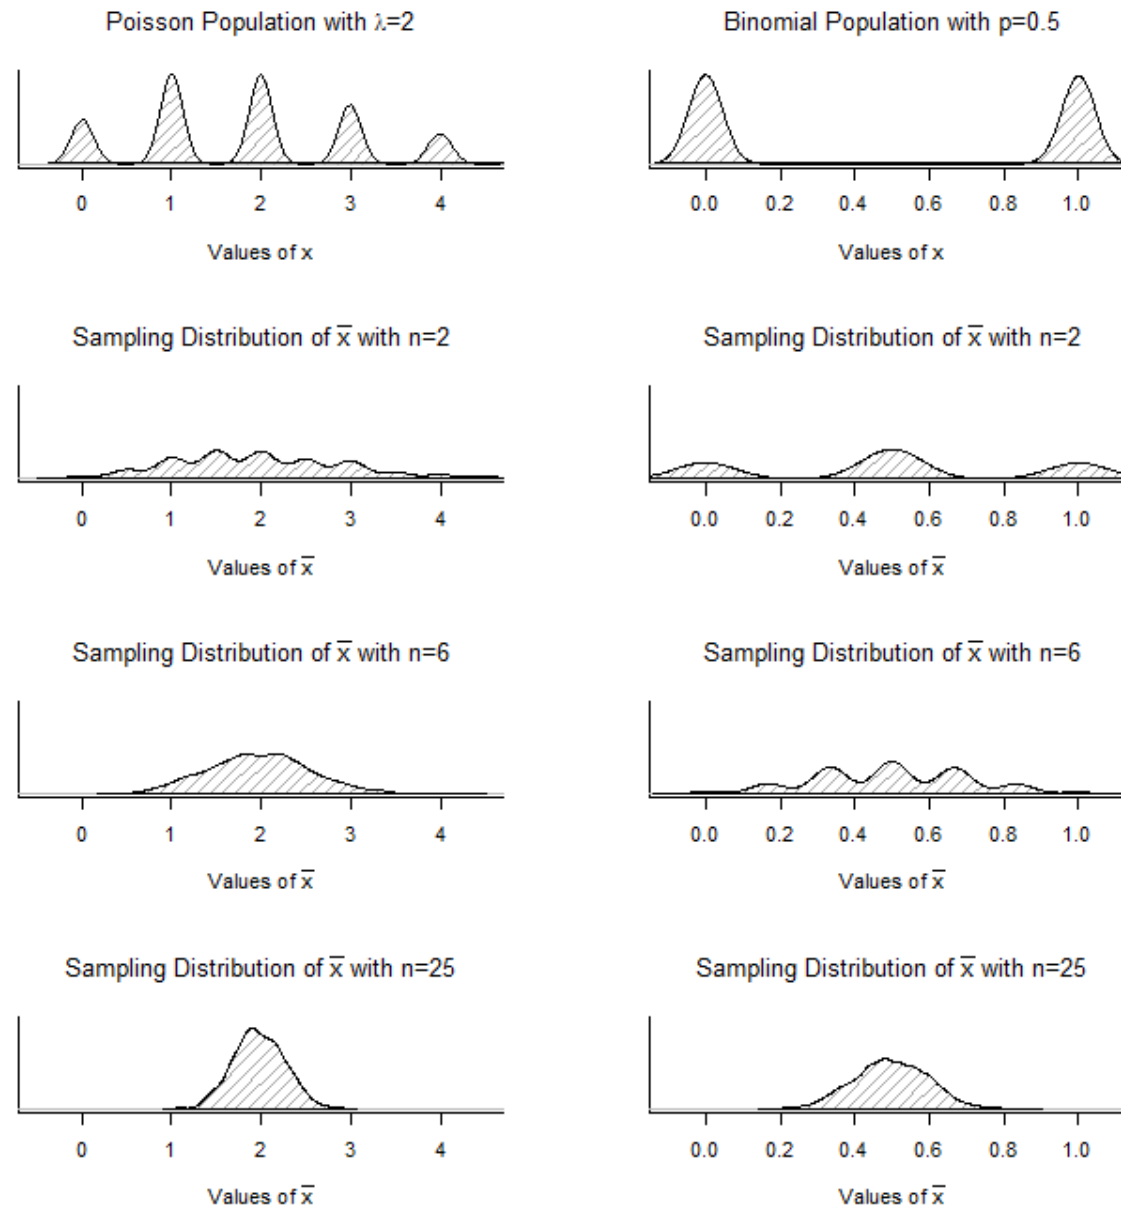 Poisson Population with λ=2
0 1 2 3 4
Values of x
Binomial Population with p=0.5
0.0 0.2 0.4 0.6 0.8 1.0
Values of x
Sampling Distribution of x̅ with n=2
0 1 2 3 4
Values of x̅
Sampling Distribution of x̅ with n=2
0.0 0.2 0.4 0.6 0.8 1.0
Values of x̅
Sampling Distribution of x̅ with n=6
0 1 2 3 4
Values of x̅
Sampling Distribution of x̅ with n=6
0.0 0.2 0.4 0.6 0.8 1.0
Values of x̅
Sampling Distribution of x̅ with n=25
0 1 2 3 4
Values of x̅
Sampling Distribution of x̅ with n=25
0.0 0.2 0.4 0.6 0.8 1.0
Values of x̅